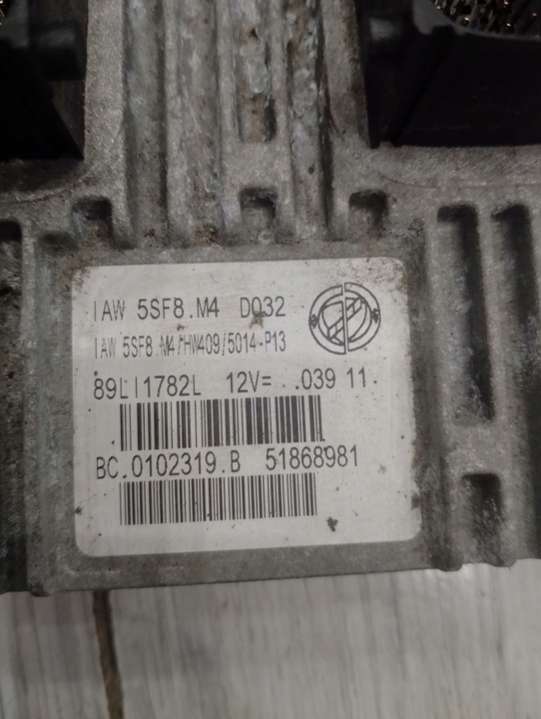 IAW 5SF8.M4 D032
IAW 5SF8.M4/HW409/5014-P13
89LI1782L 12V= ..039 11.
BC.0102319.B 51868981